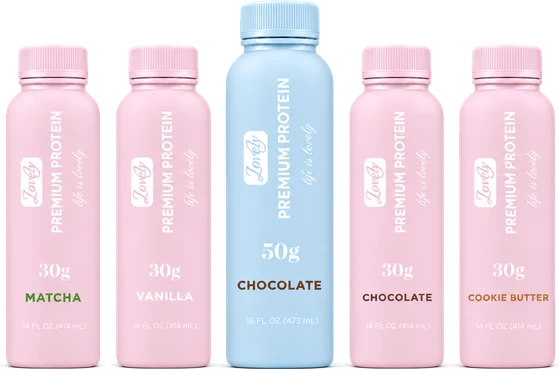 Lovely
PREMIUM PROTEIN
life is lovely
30g
MATCHA
14 FL OZ (414 mL)
Lovely
PREMIUM PROTEIN
life is lovely
30g
VANILLA
14 FL OZ (414 mL)
Lovely
PREMIUM PROTEIN
life is lovely
50g
CHOCOLATE
16 FL OZ (473 mL)
Lovely
PREMIUM PROTEIN
life is lovely
30g
CHOCOLATE
14 FL OZ (414 mL)
Lovely
PREMIUM PROTEIN
life is lovely
30g
COOKIE BUTTER
14 FL OZ (414 mL)